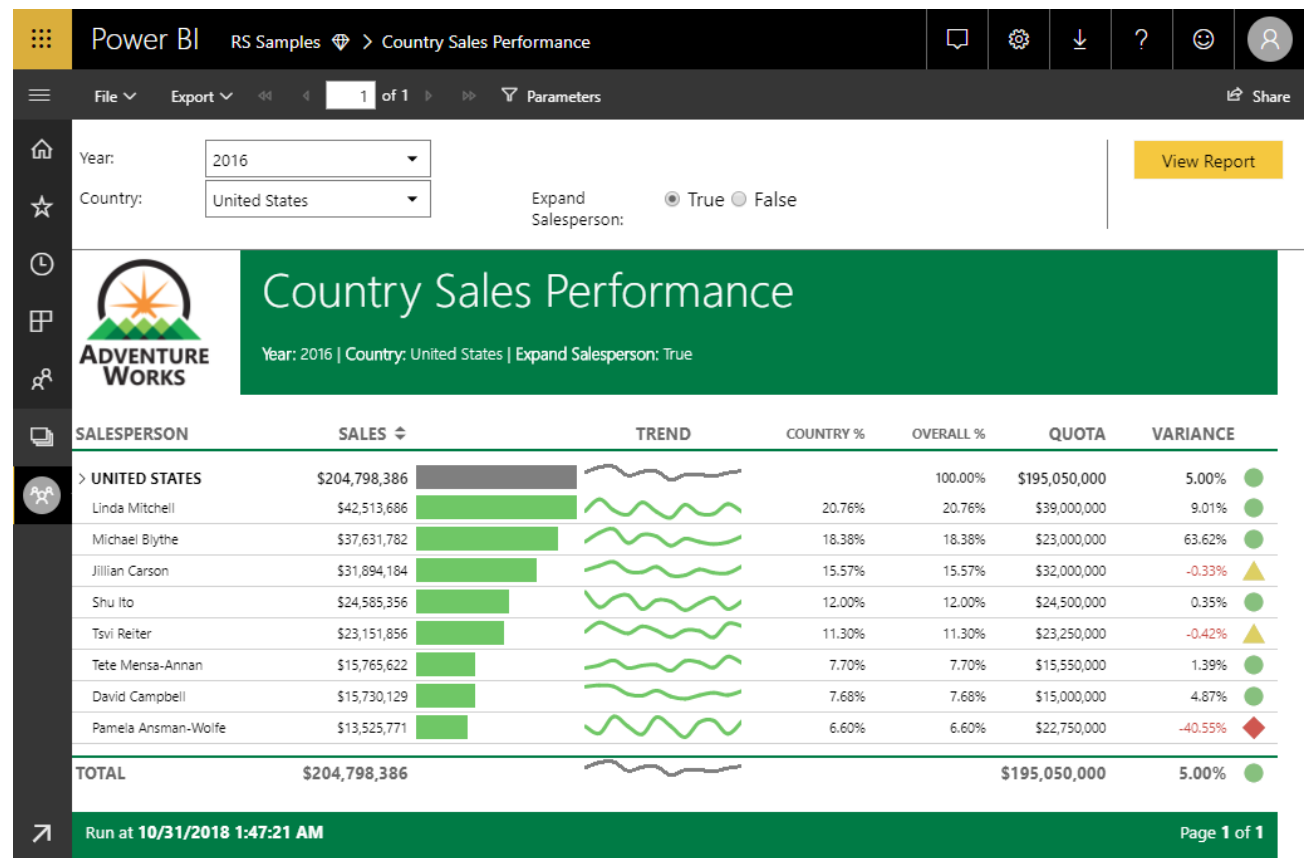 Power BI RS Samples > Country Sales Performance ?
File Export 1 of 1 Parameters Share
Year: 2016 View Report
Country: United States Expand Salesperson: True False
ADVENTURE WORKS
Country Sales Performance
Year: 2016 | Country: United States | Expand Salesperson: True
SALESPERSON SALES TREND COUNTRY % OVERALL % QUOTA VARIANCE
> UNITED STATES $204,798,386 100.00% $195,050,000 5.00%
Linda Mitchell $42,513,686 20.76% 20.76% $39,000,000 9.01%
Michael Blythe $37,631,782 18.38% 18.38% $23,000,000 63.62%
Jillian Carson $31,894,184 15.57% 15.57% $32,000,000 -0.33%
Shu Ito $24,585,356 12.00% 12.00% $24,500,000 0.35%
Tsvi Reiter $23,151,856 11.30% 11.30% $23,250,000 -0.42%
Tete Mensa-Annan $15,765,622 7.70% 7.70% $15,550,000 1.39%
David Campbell $15,730,129 7.68% 7.68% $15,000,000 4.87%
Pamela Ansman-Wolfe $13,525,771 6.60% 6.60% $22,750,000 -40.55%
TOTAL $204,798,386 $195,050,000 5.00%
Run at 10/31/2018 1:47:21 AM Page 1 of 1